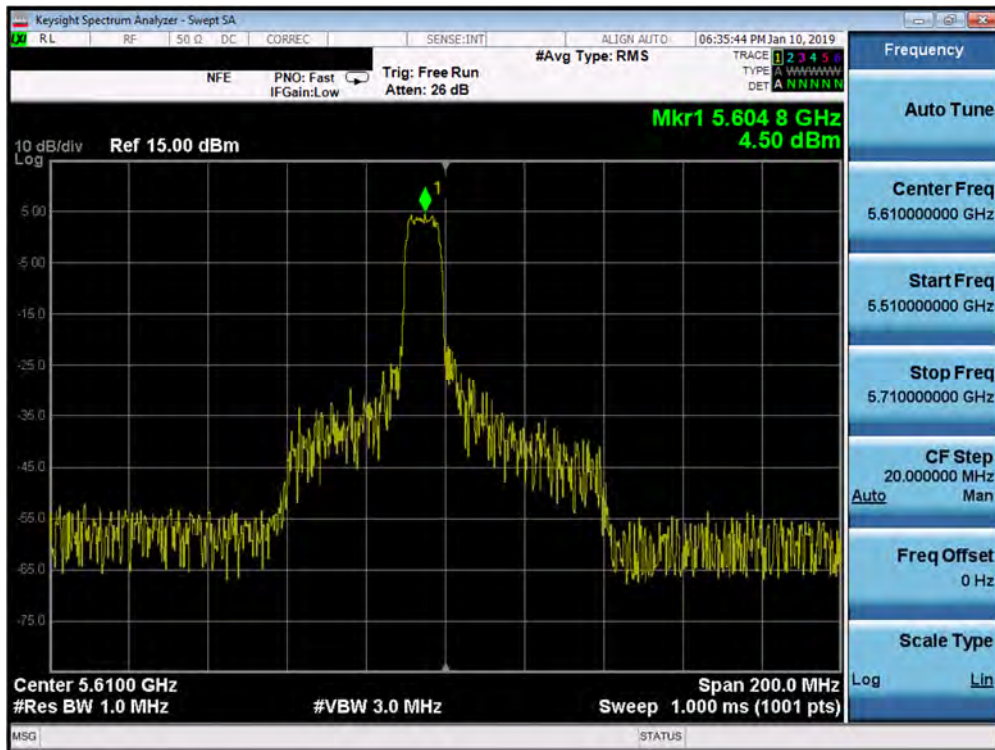 Keysight Spectrum Analyzer - Swept SA
LXI RL RF 50 Ω DC CORREC SENSE:INT ALIGN AUTO 06:35:44 PM Jan 10, 2019
NFE PNO: Fast IFGain:Low Trig: Free Run Atten: 26 dB #Avg Type: RMS
TRACE 1 2 3 4 5 6
TYPE A WWWWW
DET A N N N N N
Mkr1 5.604 8 GHz
4.50 dBm
10 dB/div Ref 15.00 dBm
Log
1
5.00
-5.00
-15.0
-25.0
-35.0
-45.0
-55.0
-65.0
-75.0
Center 5.6100 GHz Span 200.0 MHz
#Res BW 1.0 MHz #VBW 3.0 MHz Sweep 1.000 ms (1001 pts)
MSG STATUS
Frequency
Auto Tune
Center Freq
5.610000000 GHz
Start Freq
5.510000000 GHz
Stop Freq
5.710000000 GHz
CF Step
20.000000 MHz
Auto Man
Freq Offset
0 Hz
Scale Type
Log Lin